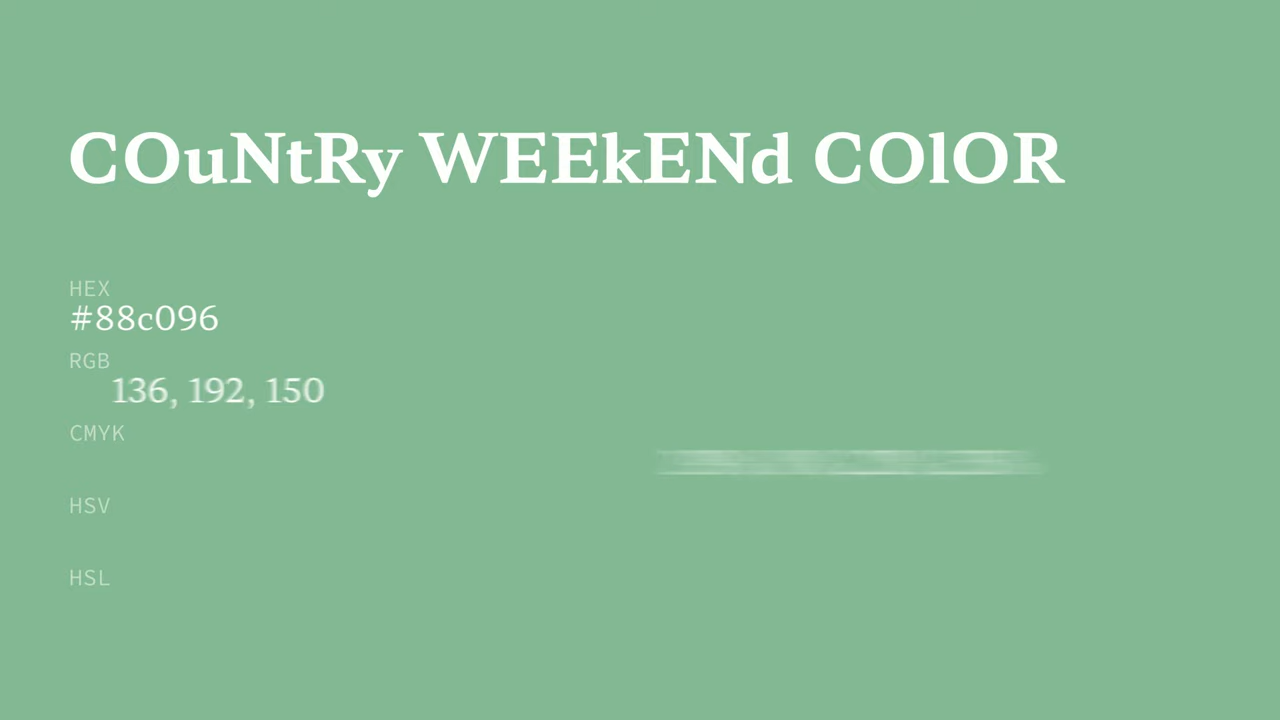 COuNtRy WEEkENd COlOR
HEX
#88c096
RGB
136, 192, 150
CMYK
HSV
HSL